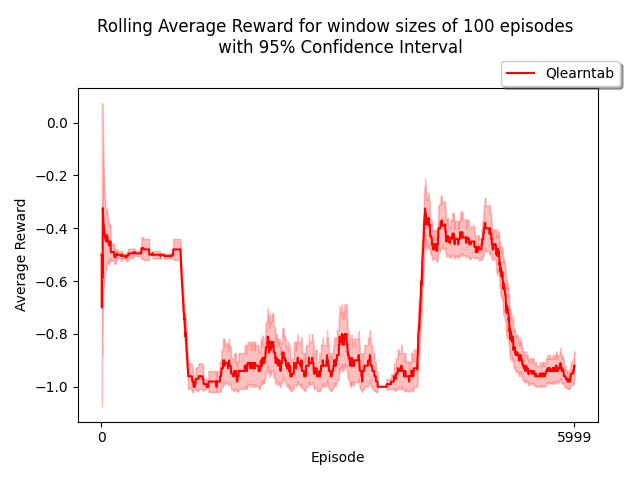 Rolling Average Reward for window sizes of 100 episodes
with 95% Confidence Interval
Qlearntab
0.0
−0.2
−0.4
−0.6
−0.8
−1.0
Average Reward
0
5999
Episode